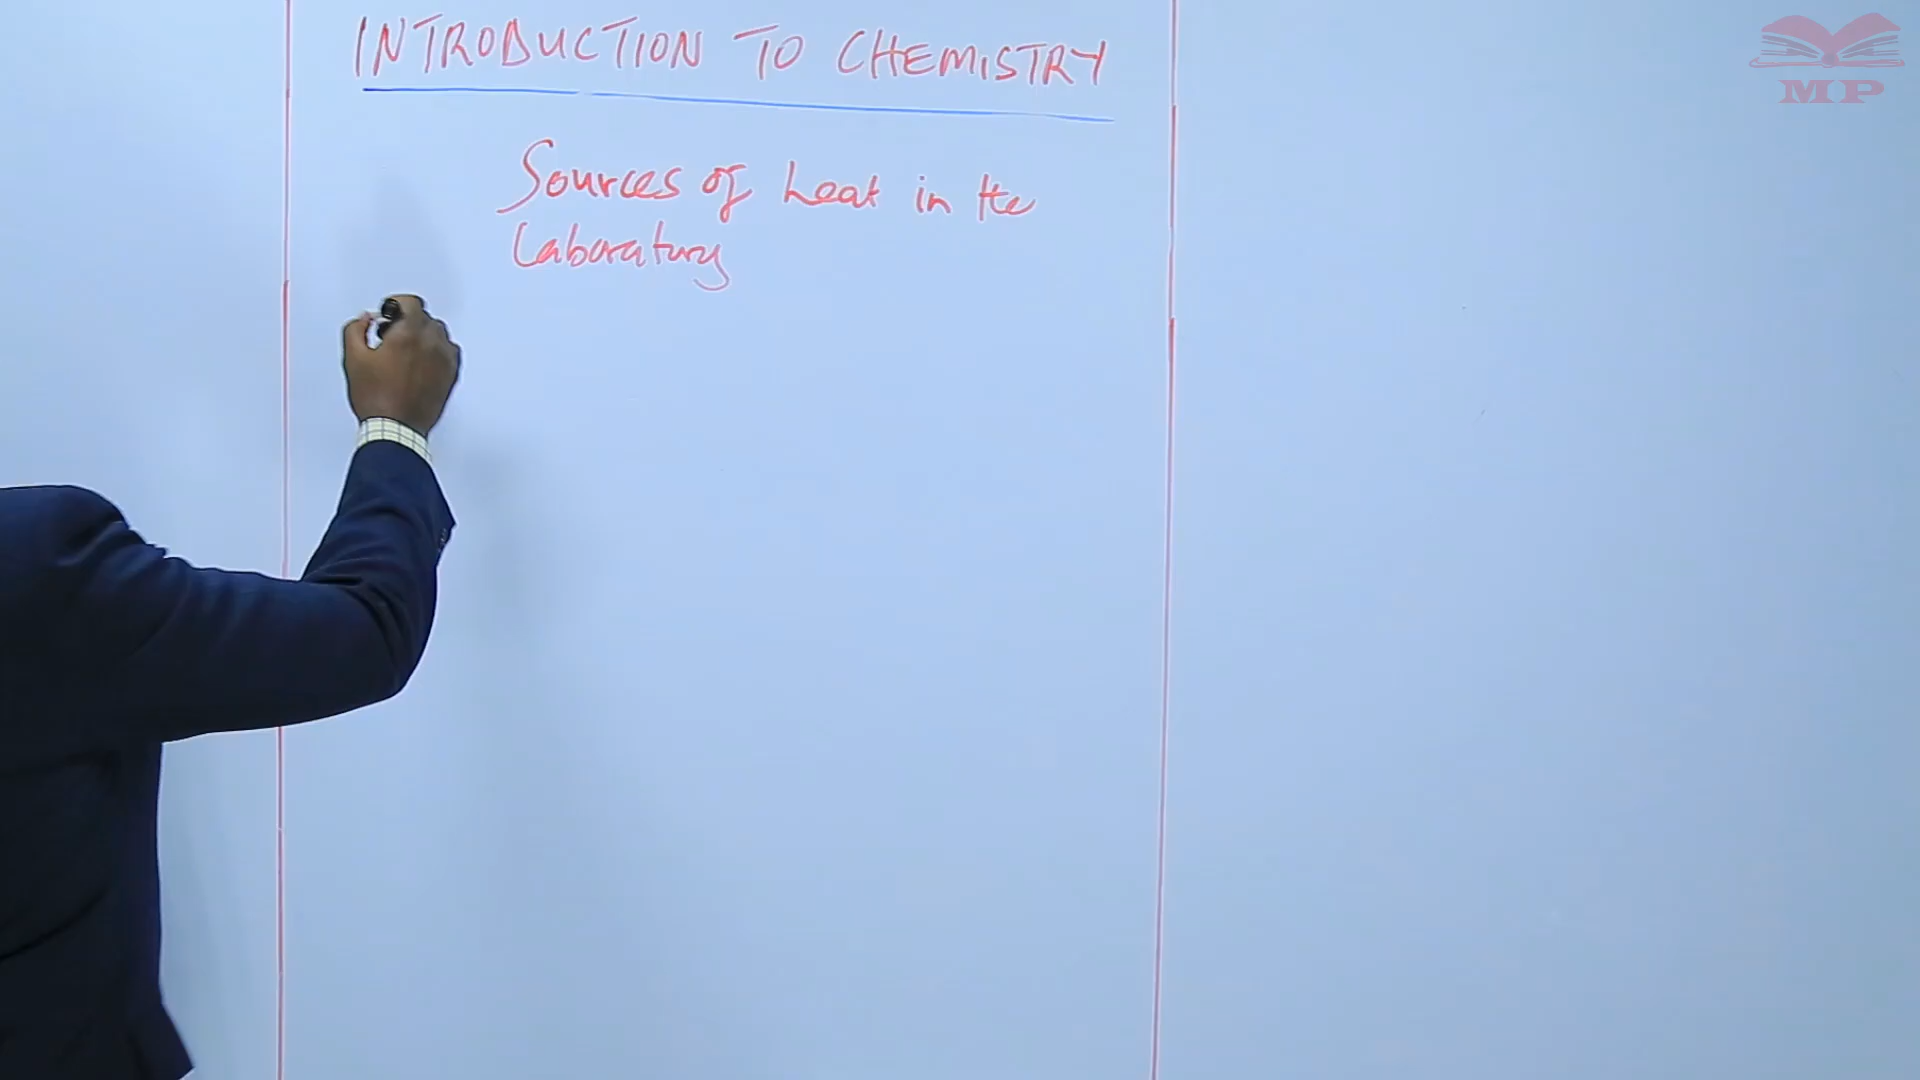 INTRODUCTION TO CHEMISTRY
Sources of heat in the
Laboratory
MP